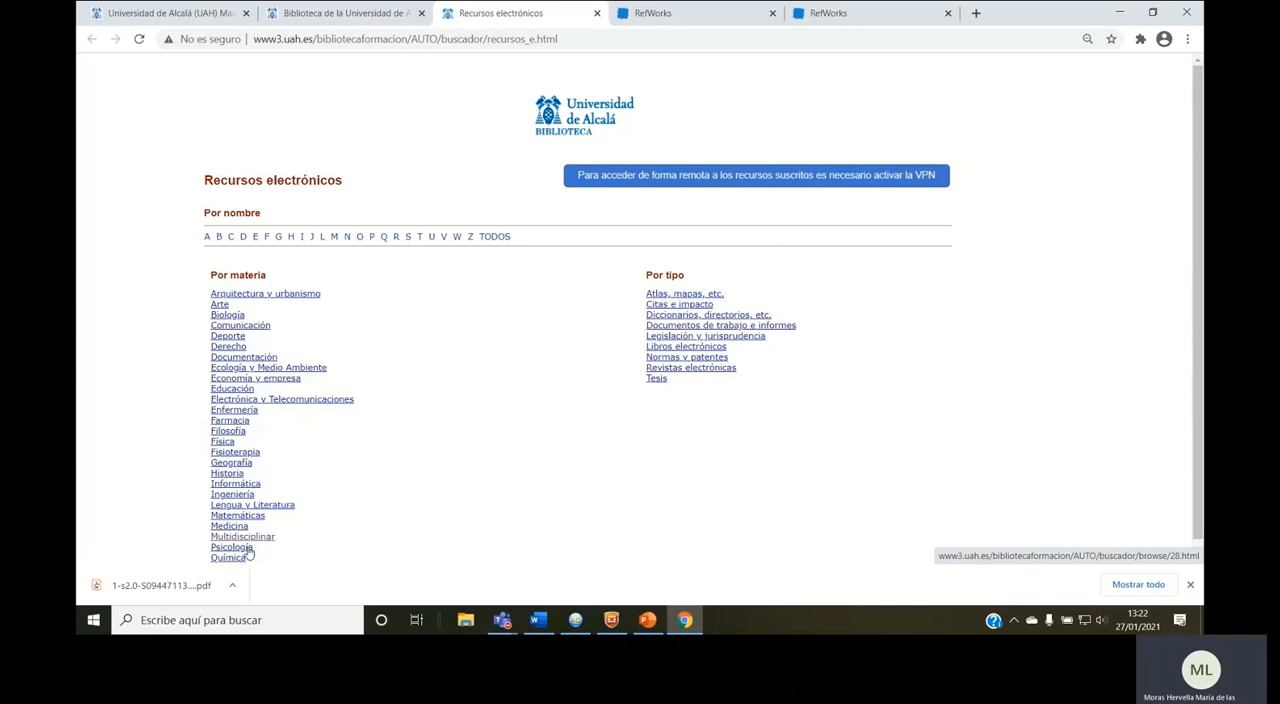 Universidad de Alcalá (UAH) Mad
Biblioteca de la Universidad de A
Recursos electrónicos
RefWorks
RefWorks
No es seguro
www3.uah.es/bibliotecaformacion/AUTO/buscador/recursos_e.html
Universidad
de Alcalá
BIBLIOTECA
Para acceder de forma remota a los recursos suscritos es necesario activar la VPN
Recursos electrónicos
Por nombre
A B C D E F G H I J L M N O P Q R S T U V W Z TODOS
Por materia
Arquitectura y urbanismo
Arte
Biología
Comunicación
Deporte
Derecho
Documentación
Ecología y Medio Ambiente
Economía y empresa
Educación
Electrónica y Telecomunicaciones
Enfermería
Farmacia
Filosofía
Física
Fisioterapia
Geografía
Historia
Informática
Ingeniería
Lengua y Literatura
Matemáticas
Medicina
Multidisciplinar
Psicología
Química
Por tipo
Atlas, mapas, etc.
Citas e impacto
Diccionarios, directorios, etc.
Documentos de trabajo e informes
Legislación y jurisprudencia
Libros electrónicos
Normas y patentes
Revistas electrónicas
Tesis
www3.uah.es/bibliotecaformacion/AUTO/buscador/browse/28.html
1-s2.0-S09447113....pdf
Mostrar todo
Escribe aquí para buscar
13:22
27/01/2021
ML
Moras Hervella María de las